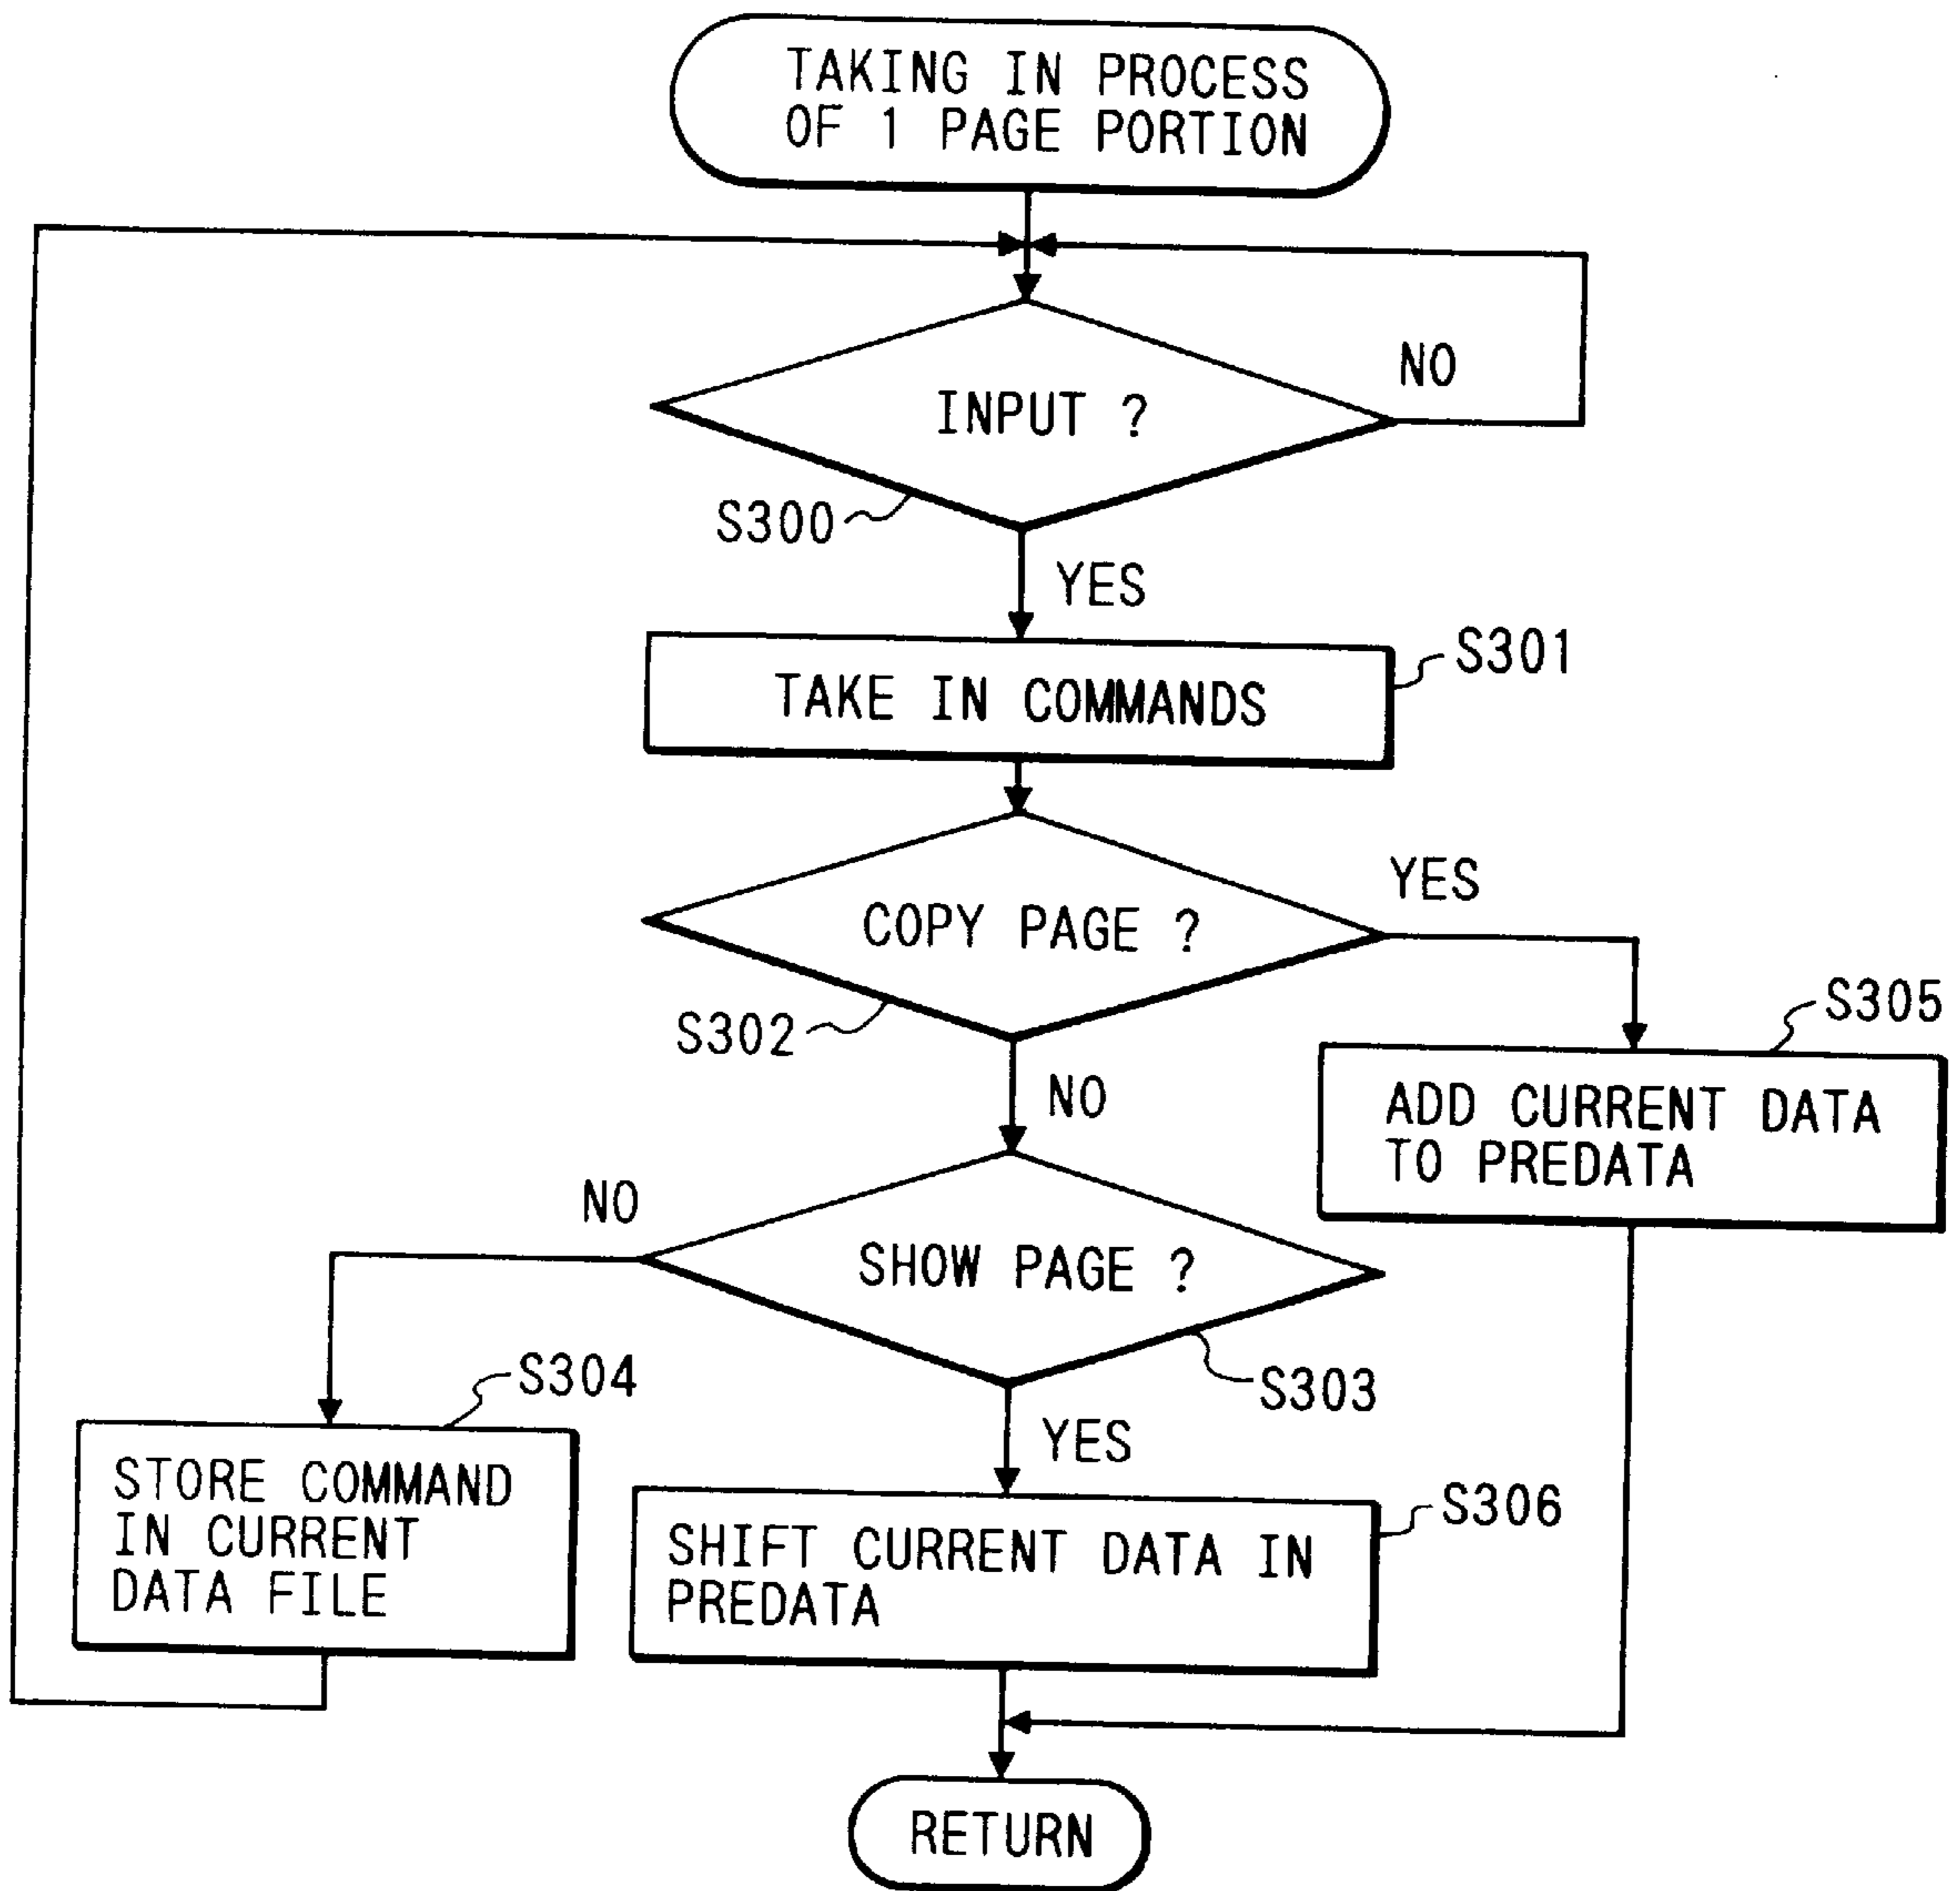 TAKING IN PROCESS
OF 1 PAGE PORTION
NO
INPUT ?
S300
YES
S301
TAKE IN COMMANDS
YES
COPY PAGE ?
S302
S305
NO
ADD CURRENT DATA
TO PREDATA
NO
SHOW PAGE ?
S304
S303
YES
STORE COMMAND
IN CURRENT
DATA FILE
S306
SHIFT CURRENT DATA IN
PREDATA
RETURN